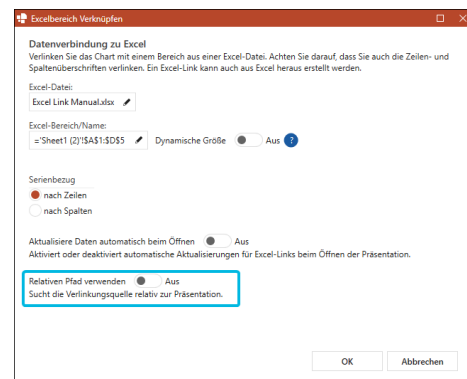 Excelbereich Verknüpfen
Datenverbindung zu Excel
Verlinken Sie das Chart mit einem Bereich aus einer Excel-Datei. Achten Sie darauf, dass Sie auch die Zeilen- und
Spaltenüberschriften verlinken. Ein Excel-Link kann auch aus Excel heraus erstellt werden.
Excel-Datei:
Excel Link Manual.xlsx
Excel-Bereich/Name:
='Sheet1 (2)'!$A$1:$D$5 Dynamische Größe Aus ?
Serienbezug
nach Zeilen
nach Spalten
Aktualisiere Daten automatisch beim Öffnen Aus
Aktiviert oder deaktiviert automatische Aktualisierungen für Excel-Links beim Öffnen der Präsentation.
Relativen Pfad verwenden Aus
Sucht die Verlinkungsquelle relativ zur Präsentation.
OK Abbrechen